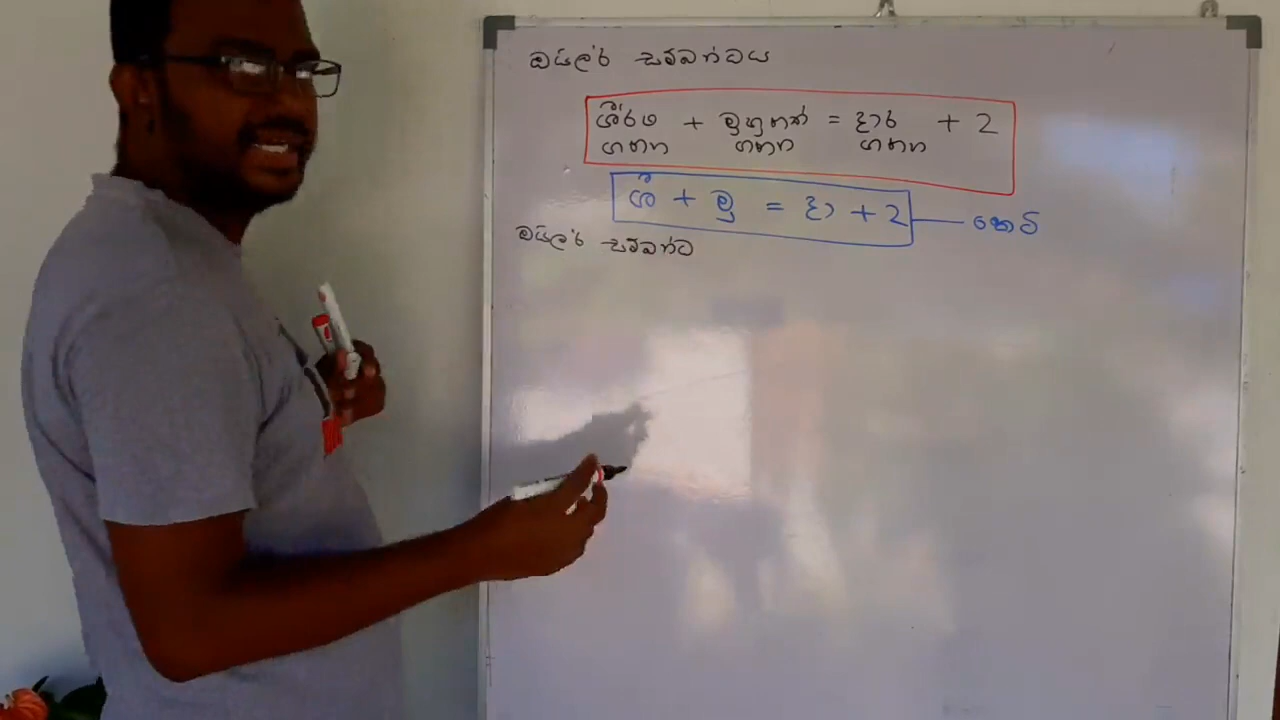 ඔයිලර් සම්බන්ධය
ශීර්ෂ + මුහුණත් = දාර + 2
ගණන ගණන ගණන
ශී + මු = දා + 2 — කෙටි
ඔයිලර් සම්බන්ධ